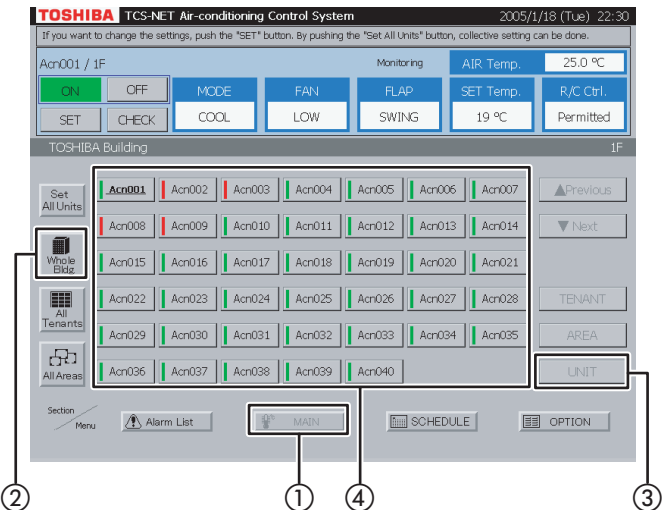 TOSHIBA TCS-NET Air-conditioning Control System 2005/1/18 (Tue) 22:30
If you want to change the settings, push the "SET" button. By pushing the "Set All Units" button, collective setting can be done.
Acn001 / 1F Monitoring AIR Temp. 25.0 °C
ON OFF MODE FAN FLAP SET Temp. R/C Ctrl.
SET CHECK COOL LOW SWING 19 °C Permitted
TOSHIBA Building 1F
Set
All Units
Acn001 Acn002 Acn003 Acn004 Acn005 Acn006 Acn007 ▲Previous
Acn008 Acn009 Acn010 Acn011 Acn012 Acn013 Acn014 ▼ Next
Whole
Bldg
Acn015 Acn016 Acn017 Acn018 Acn019 Acn020 Acn021
All
Tenants
Acn022 Acn023 Acn024 Acn025 Acn026 Acn027 Acn028 TENANT
Acn029 Acn030 Acn031 Acn032 Acn033 Acn034 Acn035 AREA
All Areas
Acn036 Acn037 Acn038 Acn039 Acn040 UNIT
Section
Menu
Alarm List MAIN SCHEDULE OPTION
② ① ④ ③